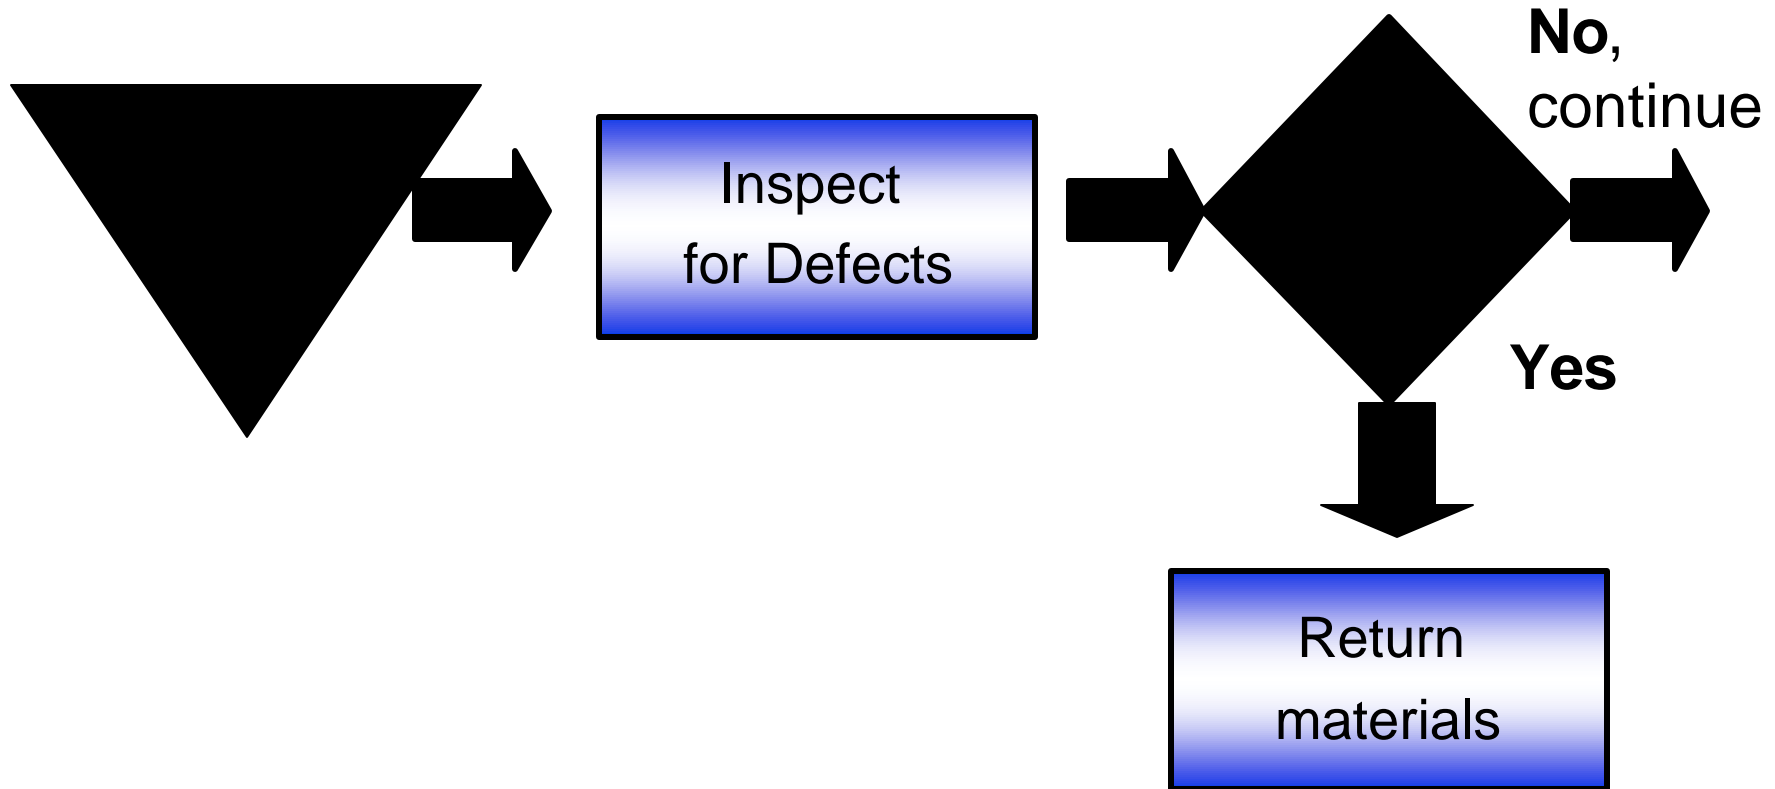 Inspect
for Defects
No,
continue
Yes
Return
materials